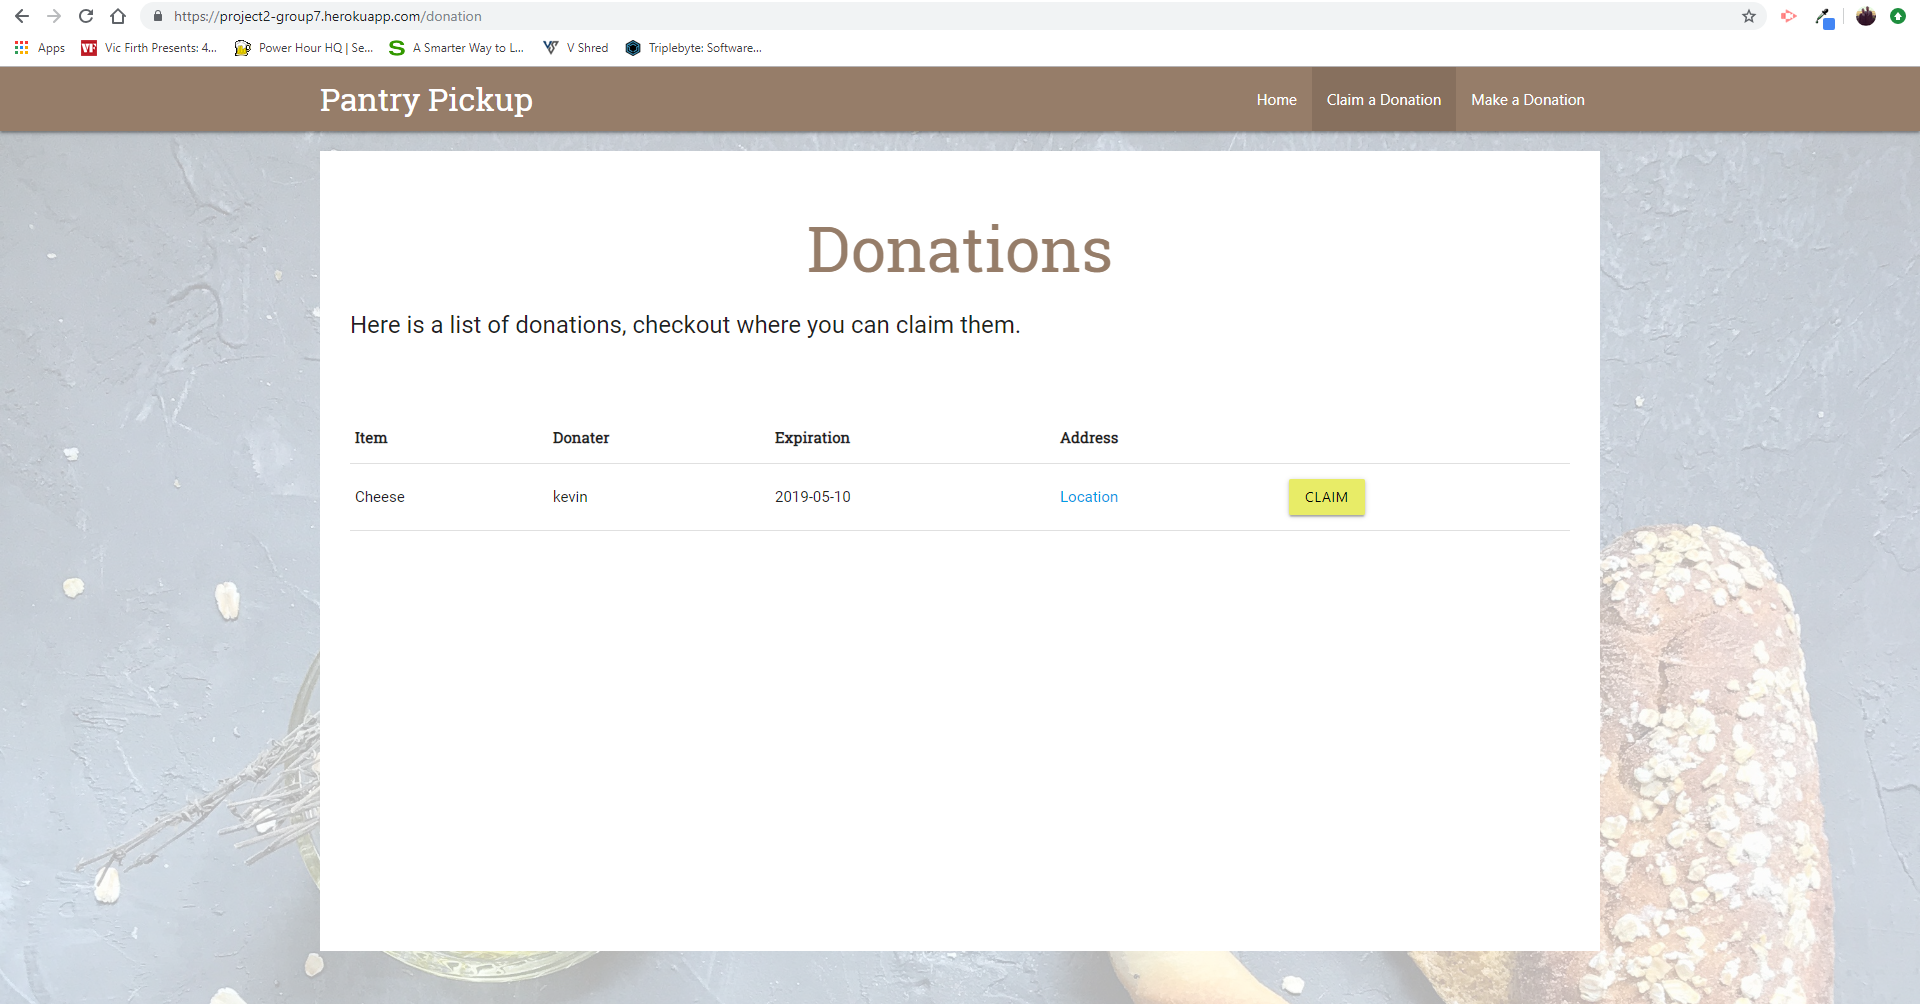 https://project2-group7.herokuapp.com/donation
Apps VF Vic Firth Presents: 4... Power Hour HQ | Se... S A Smarter Way to L... V Shred Triplebyte: Software...
Pantry Pickup Home Claim a Donation Make a Donation
Donations
Here is a list of donations, checkout where you can claim them.
Item Donater Expiration Address
Cheese kevin 2019-05-10 Location CLAIM